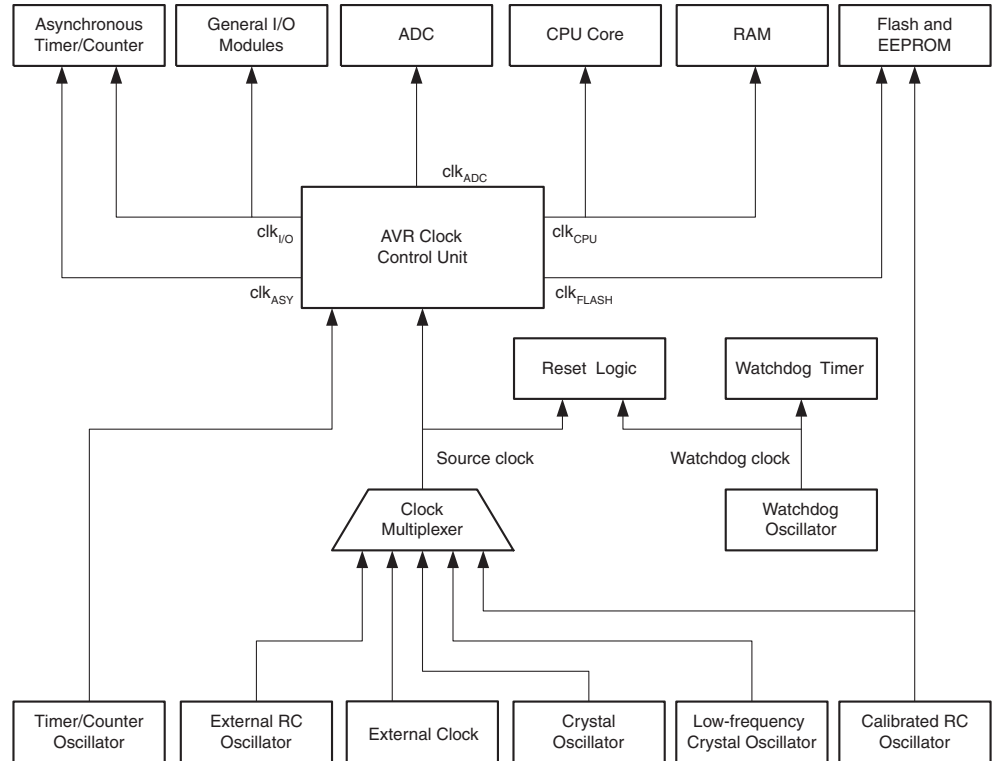 Asynchronous
Timer/Counter
General I/O
Modules
ADC
CPU Core
RAM
Flash and
EEPROM
clkADC
clkI/O
AVR Clock
Control Unit
clkCPU
clkASY
clkFLASH
Reset Logic
Watchdog Timer
Source clock
Watchdog clock
Clock
Multiplexer
Watchdog
Oscillator
Timer/Counter
Oscillator
External RC
Oscillator
External Clock
Crystal
Oscillator
Low-frequency
Crystal Oscillator
Calibrated RC
Oscillator